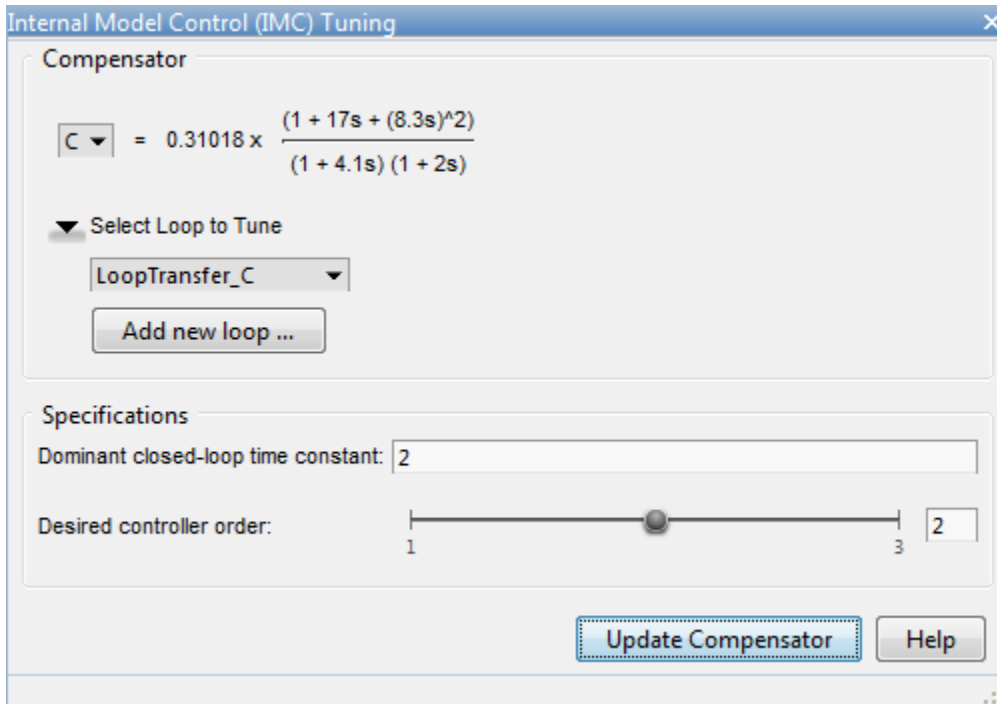 Internal Model Control (IMC) Tuning ×
Compensator
(1 + 17s + (8.3s)^2)
C = 0.31018 x
(1 + 4.1s) (1 + 2s)
Select Loop to Tune
LoopTransfer_C
Add new loop ...
Specifications
Dominant closed-loop time constant: 2
Desired controller order: 2
1 3
Update Compensator Help